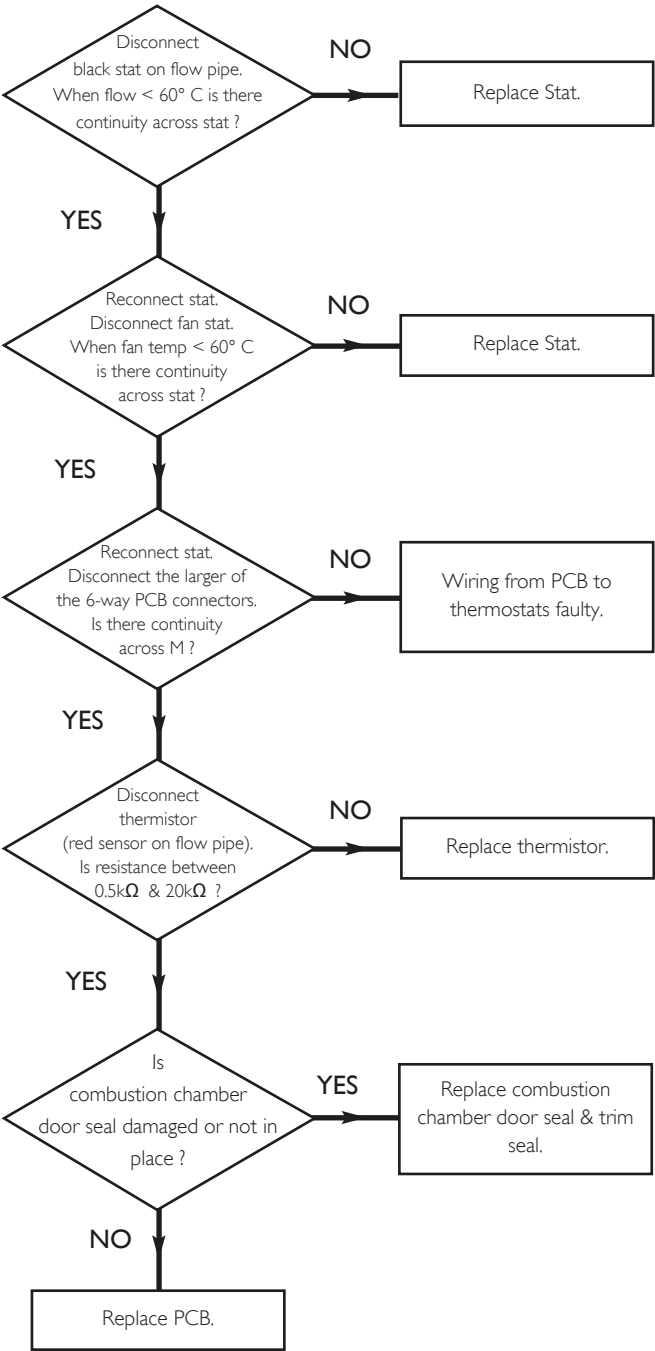 Disconnect
black stat on flow pipe.
When flow < 60° C is there
continuity across stat ?
NO
Replace Stat.
YES
Reconnect stat.
Disconnect fan stat.
When fan temp < 60° C
is there continuity
across stat ?
NO
Replace Stat.
YES
Reconnect stat.
Disconnect the larger of
the 6-way PCB connectors.
Is there continuity
across M ?
NO
Wiring from PCB to
thermostats faulty.
YES
Disconnect
thermistor
(red sensor on flow pipe).
Is resistance between
0.5kΩ & 20kΩ ?
NO
Replace thermistor.
YES
Is
combustion chamber
door seal damaged or not in
place ?
YES
Replace combustion
chamber door seal & trim
seal.
NO
Replace PCB.